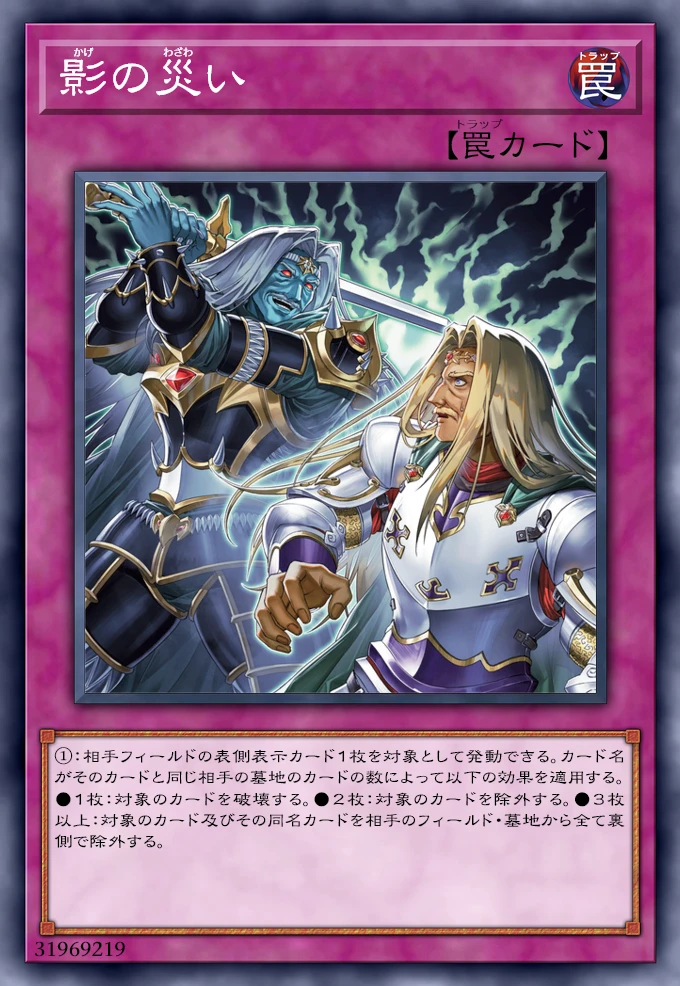 影の災い
かげ わざわ
トラップ
罠
トラップ
【罠カード】
①:相手フィールドの表側表示カード1枚を対象として発動できる。カード名
がそのカードと同じ相手の墓地のカードの数によって以下の効果を適用する。
●1枚:対象のカードを破壊する。●2枚:対象のカードを除外する。●3枚
以上:対象のカード及びその同名カードを相手のフィールド・墓地から全て裏
側で除外する。
31969219